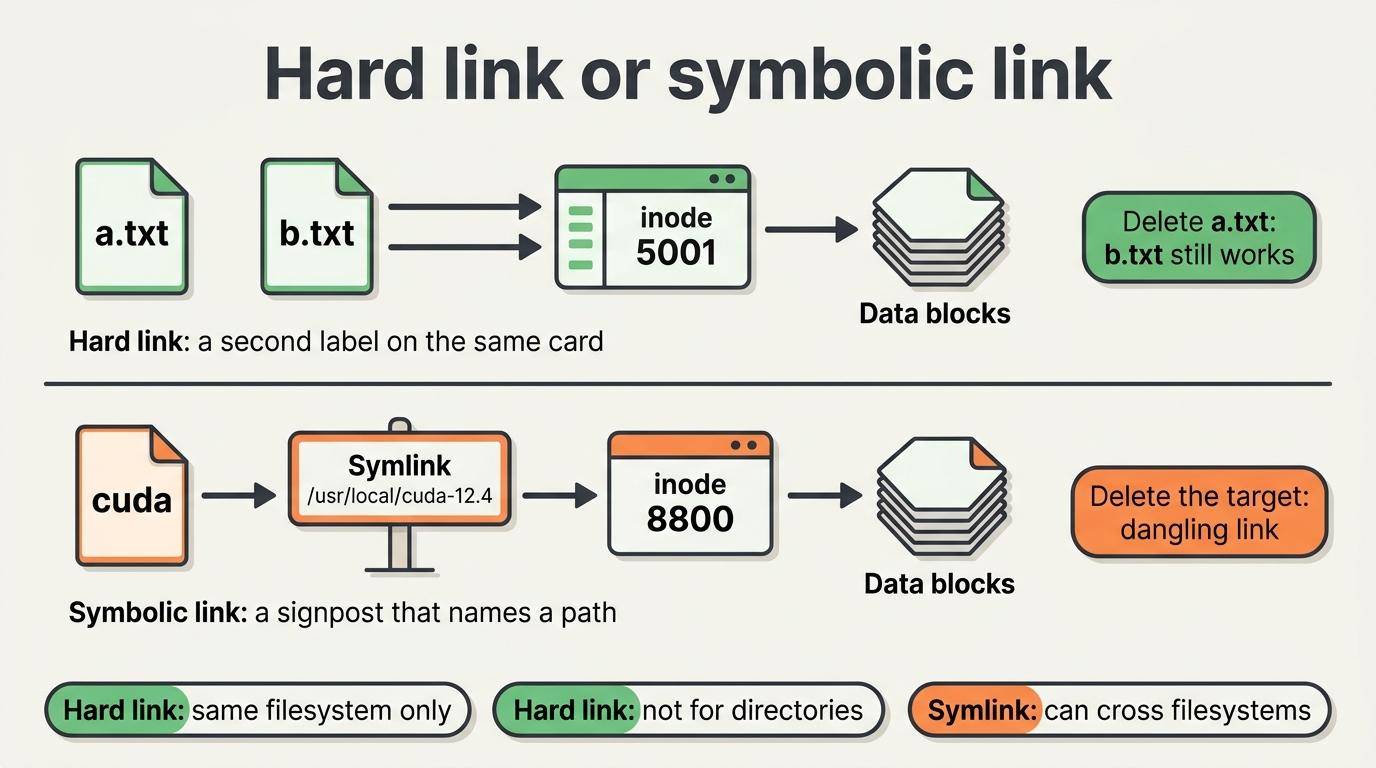 Hard link or symbolic link
a.txt
b.txt
inode
5001
Data blocks
Delete a.txt:
b.txt still works
Hard link: a second label on the same card
cuda
Symlink
/usr/local/cuda-12.4
inode
8800
Data blocks
Delete the target:
dangling link
Symbolic link: a signpost that names a path
Hard link: same filesystem only
Hard link: not for directories
Symlink: can cross filesystems